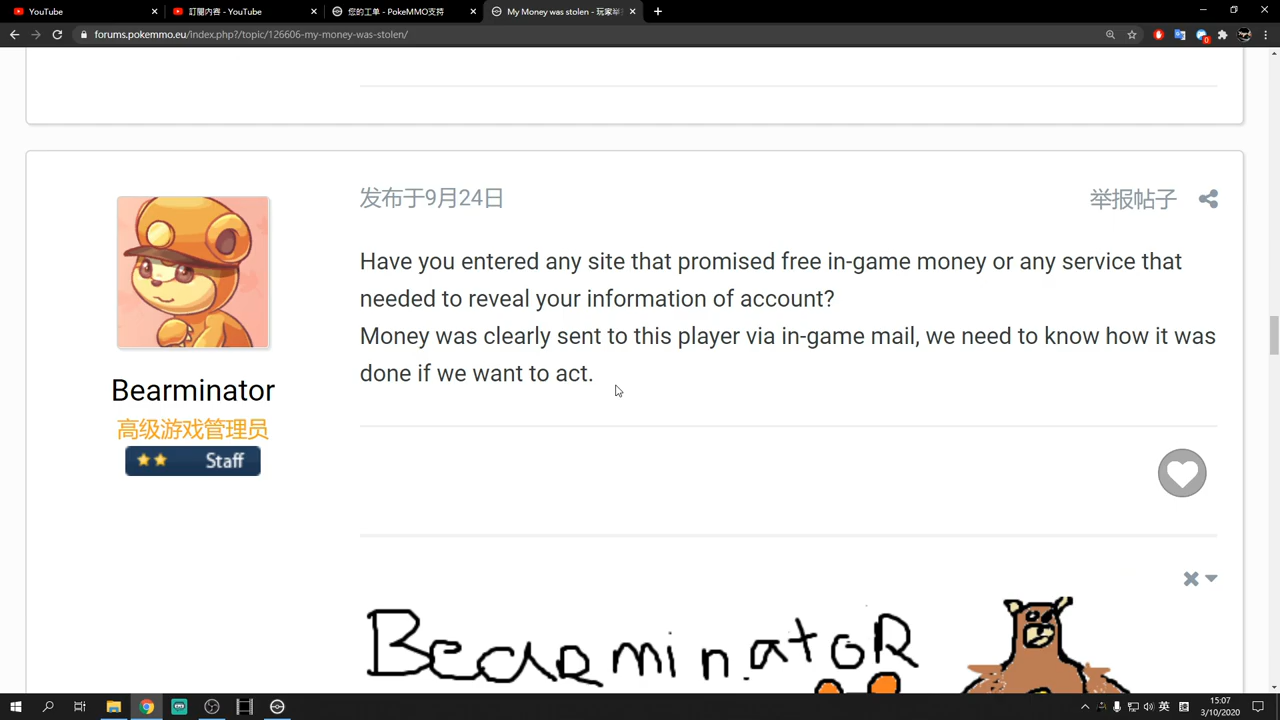 YouTube
訂閱內容 - YouTube
您的工单 - PokeMMO支持
My Money was stolen - 玩家举
forums.pokemmo.eu/index.php?/topic/126606-my-money-was-stolen/
0
发布于9月24日
举报帖子
Have you entered any site that promised free in-game money or any service that
needed to reveal your information of account?
Money was clearly sent to this player via in-game mail, we need to know how it was
done if we want to act.
Bearminator
高级游戏管理员
Staff
BeaRminatoR
英
15:07
3/10/2020